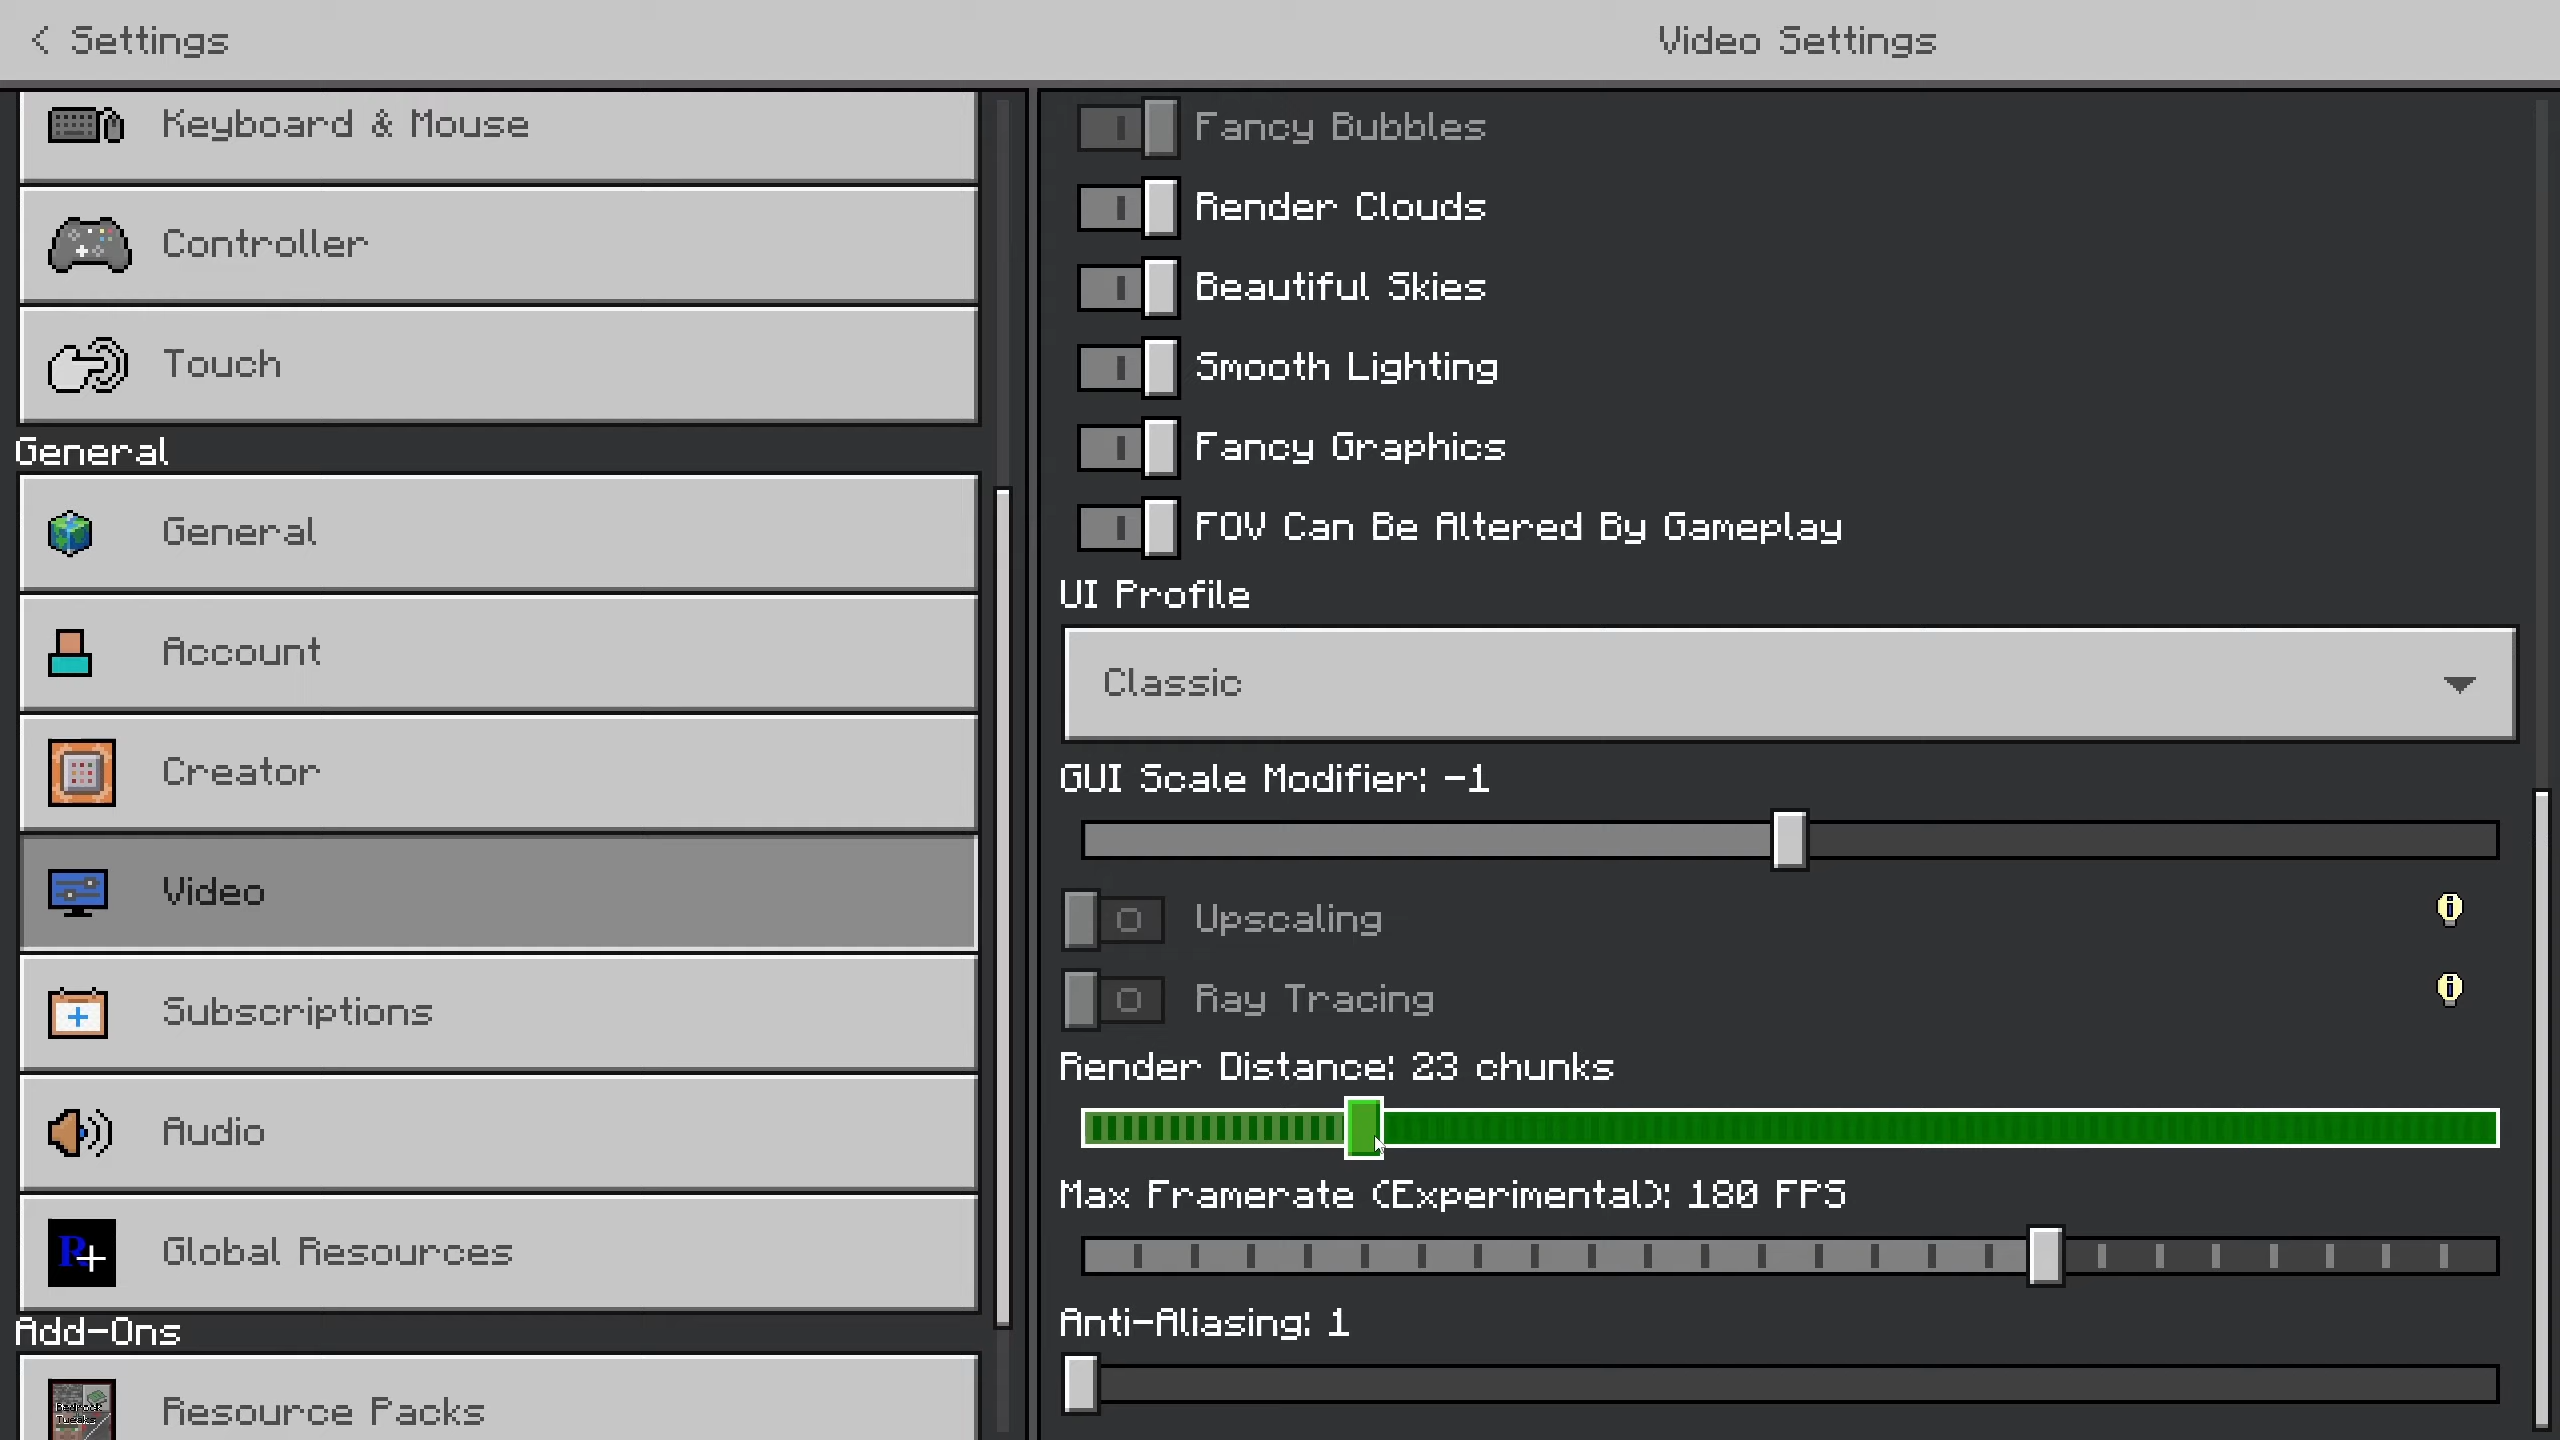 Settings
Video Settings
Keyboard & Mouse
Controller
Touch
General
General
Account
Creator
Video
Subscriptions
Audio
Global Resources
Add-Ons
Bedrock
Tweaks
Resource Packs
Fancy Bubbles
Render Clouds
Beautiful Skies
Smooth Lighting
Fancy Graphics
FOV Can Be Altered By Gameplay
UI Profile
Classic
GUI Scale Modifier: -1
Upscaling
Ray Tracing
Render Distance: 23 chunks
Max Framerate (Experimental): 180 FPS
Anti-Aliasing: 1